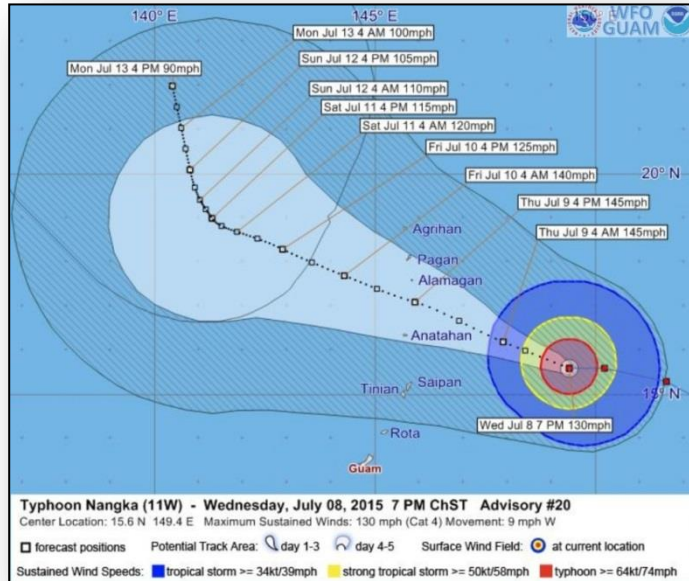 140° E
145° E
WFO
GUAM
Mon Jul 13 4 AM 100mph
Sun Jul 12 4 PM 105mph
Mon Jul 13 4 PM 90mph
Sun Jul 12 4 AM 110mph
Sat Jul 11 4 PM 115mph
Sat Jul 11 4 AM 120mph
Fri Jul 10 4 PM 125mph
20° N
Fri Jul 10 4 AM 140mph
Thu Jul 9 4 PM 145mph
Agrihan
Thu Jul 9 4 AM 145mph
Pagan
Alamagan
Anatahan
Saipan
Tinian
15° N
Wed Jul 8 7 PM 130mph
Rota
Guam
Typhoon Nangka (11W) - Wednesday, July 08, 2015 7 PM ChST Advisory #20
Center Location: 15.6 N 149.4 E Maximum Sustained Winds: 130 mph (Cat 4) Movement: 9 mph W
forecast positions Potential Track Area: day 1-3 day 4-5 Surface Wind Field: at current location
Sustained Wind Speeds: tropical storm >= 34kt/39mph strong tropical storm >= 50kt/58mph typhoon >= 64kt/74mph